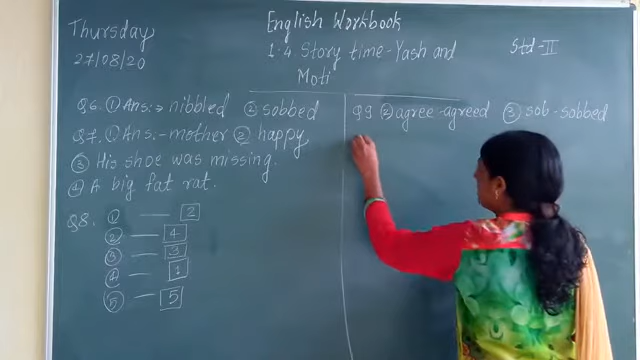 Thursday
27/08/20
English Workbook
1.4 Story time - Yash and
Moti
Std - II
Q6. ① Ans:→ nibbled ② sobbed
Q7. ① Ans. - mother ② happy
③ His shoe was missing.
④ A big fat rat.
Q8. ① — 2
② — 4
③ — 3
④ — 1
⑤ — 5
Q9 ② agree - agreed ③ sob - sobbed